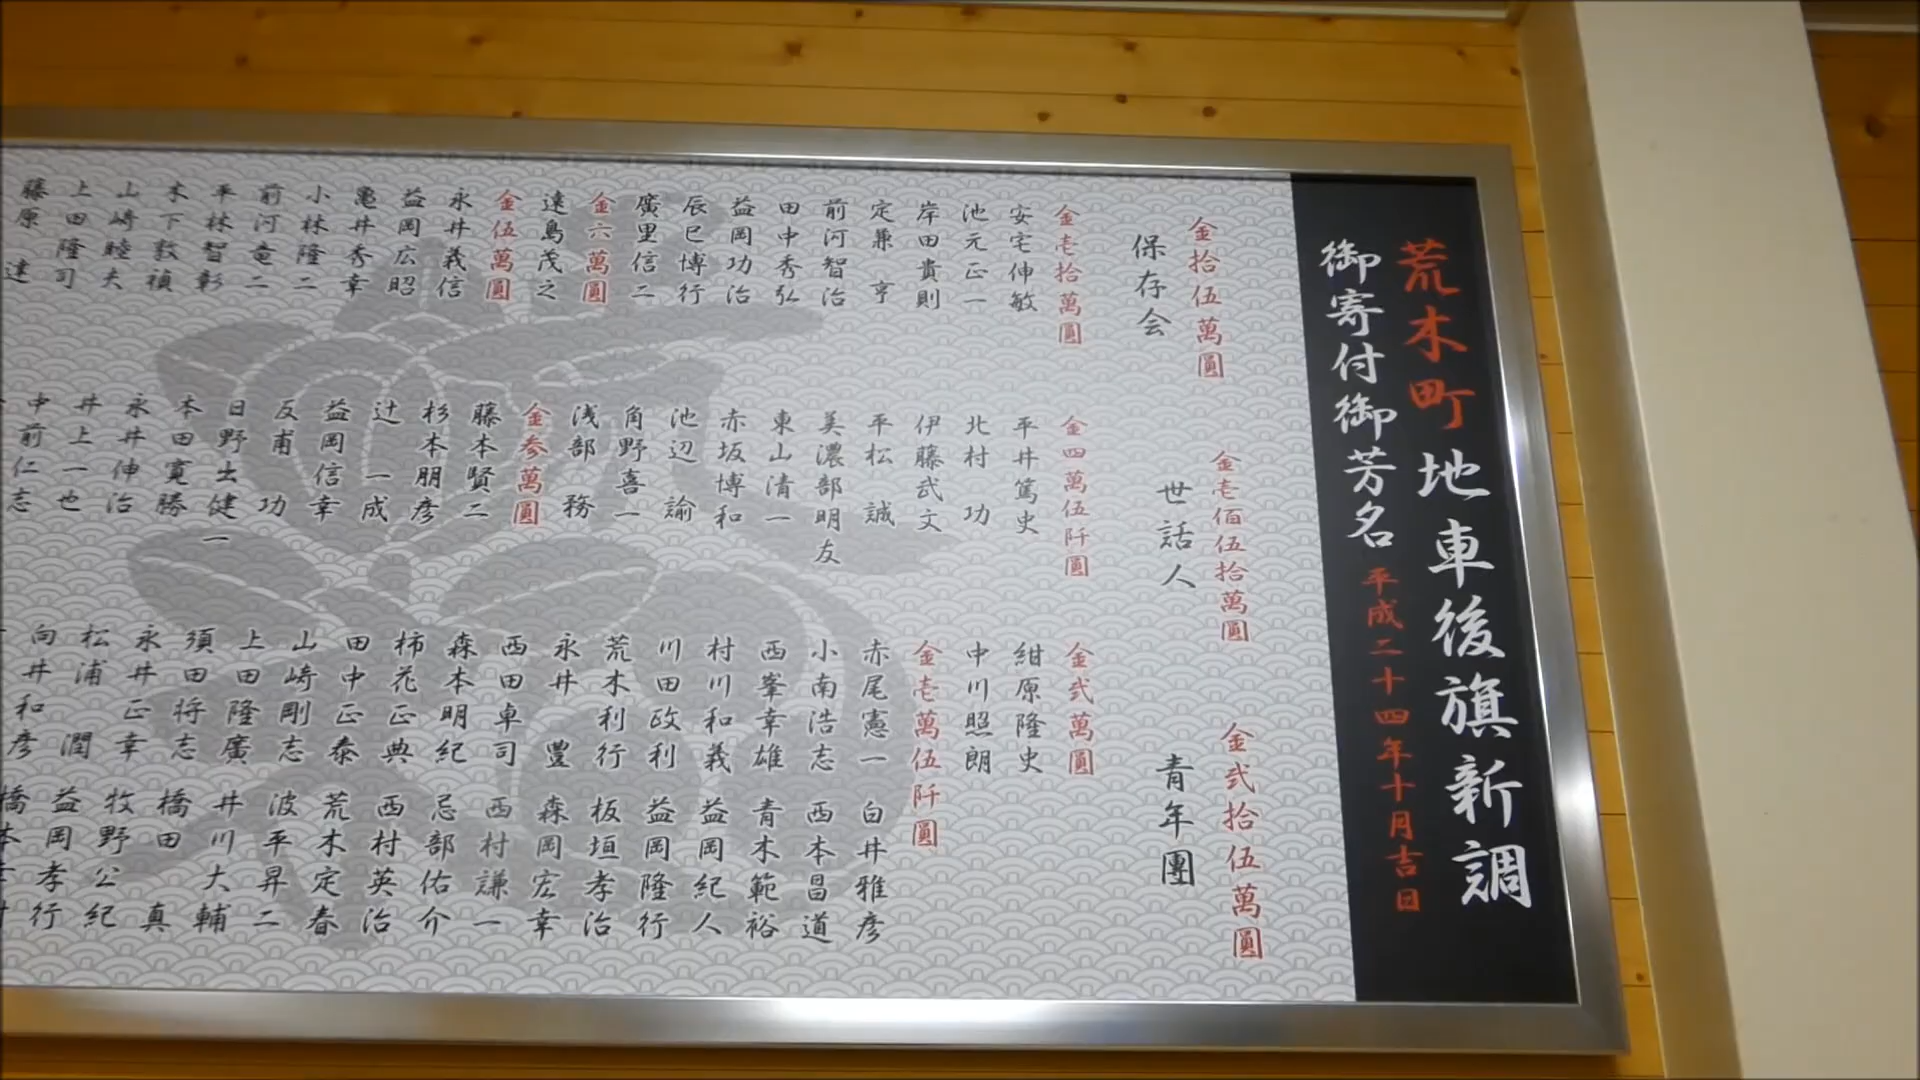 荒木町地車後旗新調
御寄付御芳名
平成二十四年十月吉日
金拾伍萬圓
保存会
金壱佰伍拾萬圓
世話人
金弐拾伍萬圓
青年團
金壱拾萬圓
安宅伸敏
池元正一
岸田貴則
定兼 亨
前河智治
田中秀弘
益岡功治
辰巳博行
廣里信二
金六萬圓
遠島茂之
金伍萬圓
永井義信
益岡広昭
亀井秀幸
小林隆二
前河竜二
平林智彰
木下敦禎
山崎睦夫
上田隆司
藤原 達
金四萬伍阡圓
平井篤史
北村 功
伊藤武文
平松 誠
美濃部明友
東山清一
赤坂博和
池辺 諭
角野喜一
浅部 務
金参萬圓
藤本賢二
杉本朋彦
辻 一成
益岡信幸
反甫 功
日野出健一
本田寛勝
永井伸治
井上一也
中前仁志
金弐萬圓
紺原隆史
中川照朗
金壱萬伍阡圓
赤尾憲一
小南浩志
西峯幸雄
村川和義
川田政利
荒木利行
永井 豊
西田卓司
森本明紀
柿花正典
田中正泰
山崎剛志
上田隆廣
須田将志
永井正幸
松浦 潤
向井和彦
白井雅彦
西本昌道
青木範裕
益岡紀人
益岡隆行
板垣孝治
森岡宏幸
西村謙一
忌部佑介
西村英治
荒木定春
波平昇二
井川大輔
橋田 真
牧野公紀
益岡孝行